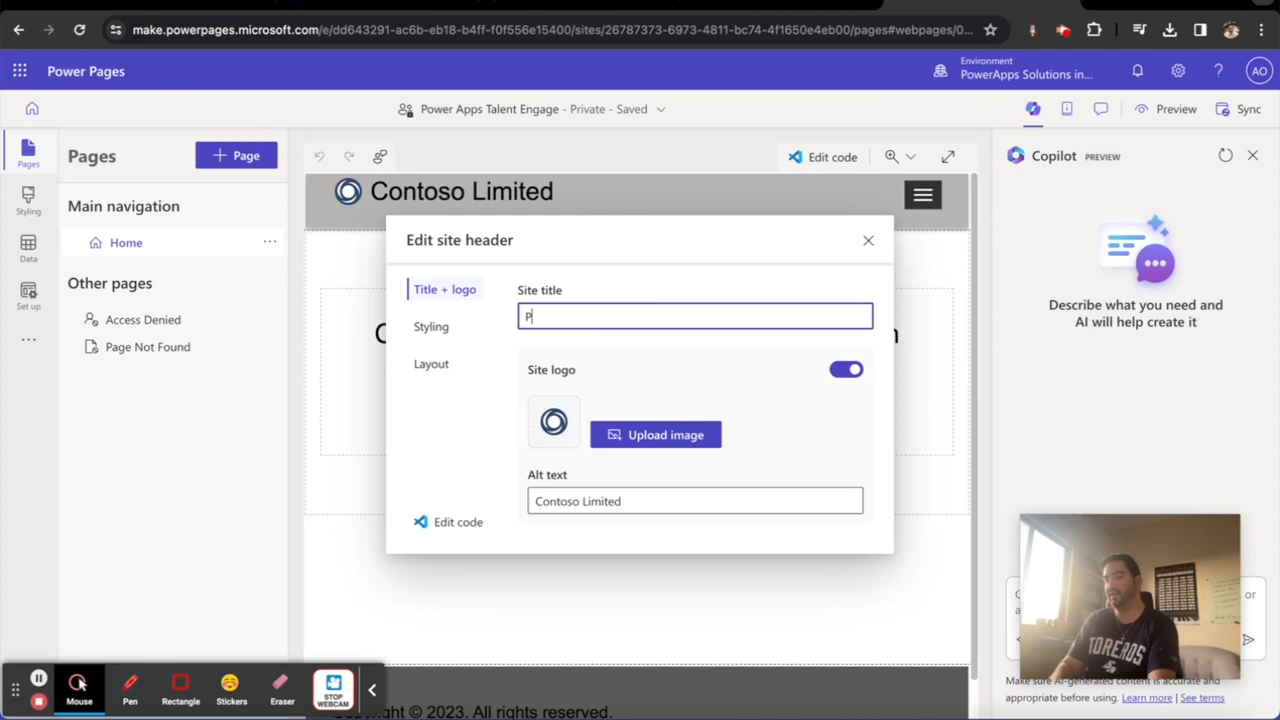 make.powerpages.microsoft.com/e/dd643291-ac6b-eb18-b4ff-f0f556e15400/sites/26787373-6973-4811-bc74-4f1650e4eb00/pages#webpages/0...
Power Pages
Environment
PowerApps Solutions in...
AO
Power Apps Talent Engage - Private - Saved
Preview
Sync
Pages
Styling
Data
Set up
Pages
+ Page
Main navigation
Home
Other pages
Access Denied
Page Not Found
Edit code
Contoso Limited
Edit site header
Title + logo
Styling
Layout
Edit code
Site title
P
Site logo
Upload image
Alt text
Contoso Limited
Copyright © 2023. All rights reserved.
Copilot PREVIEW
Describe what you need and
AI will help create it
or
TOREROS
Make sure AI-generated content is accurate and
appropriate before using. Learn more | See terms
Mouse
Pen
Rectangle
Stickers
Eraser
STOP
WEBCAM